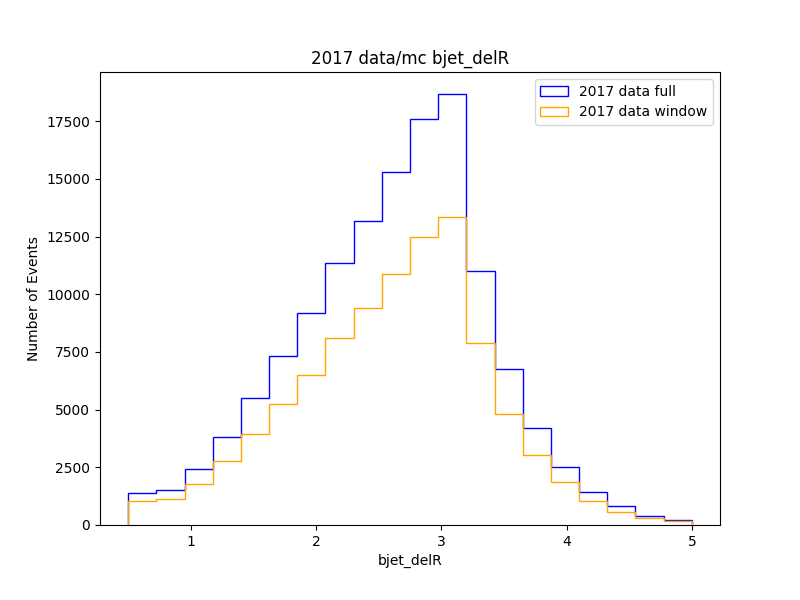 2017 data/mc bjet_delR
2017 data full
2017 data window
Number of Events
17500
15000
12500
10000
7500
5000
2500
0
1
2
3
4
5
bjet_delR